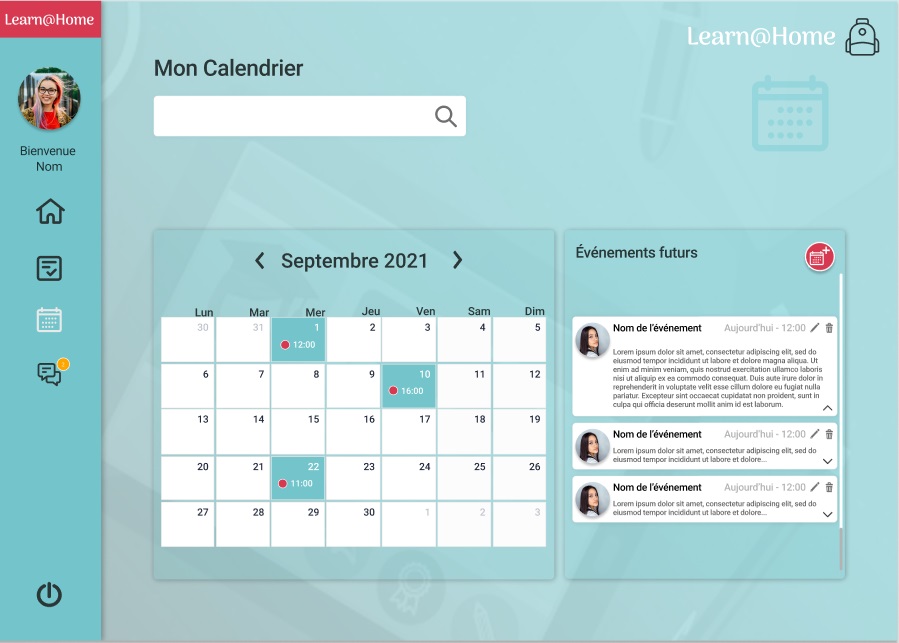 Learn@Home
Learn@Home
Bienvenue
Nom
Mon Calendrier
Septembre 2021
Lun Mar Mer Jeu Ven Sam Dim
30 31 1 2 3 4 5
12:00
6 7 8 9 10 11 12
16:00
13 14 15 16 17 18 19
20 21 22 23 24 25 26
11:00
27 28 29 30 1 2 3
Événements futurs
Nom de l'événement Aujourd'hui - 12:00
Lorem ipsum dolor sit amet, consectetur adipiscing elit, sed do
eiusmod tempor incididunt ut labore et dolore magna aliqua. Ut
enim ad minim veniam, quis nostrud exercitation ullamco laboris
nisi ut aliquip ex ea commodo consequat. Duis aute irure dolor in
reprehenderit in voluptate velit esse cillum dolore eu fugiat nulla
pariatur. Excepteur sint occaecat cupidatat non proident, sunt in
culpa qui officia deserunt mollit anim id est laborum.
Nom de l'événement Aujourd'hui - 12:00
Lorem ipsum dolor sit amet, consectetur adipiscing elit, sed do
eiusmod tempor incididunt ut labore et dolore...
Nom de l'événement Aujourd'hui - 12:00
Lorem ipsum dolor sit amet, consectetur adipiscing elit, sed do
eiusmod tempor incididunt ut labore et dolore...